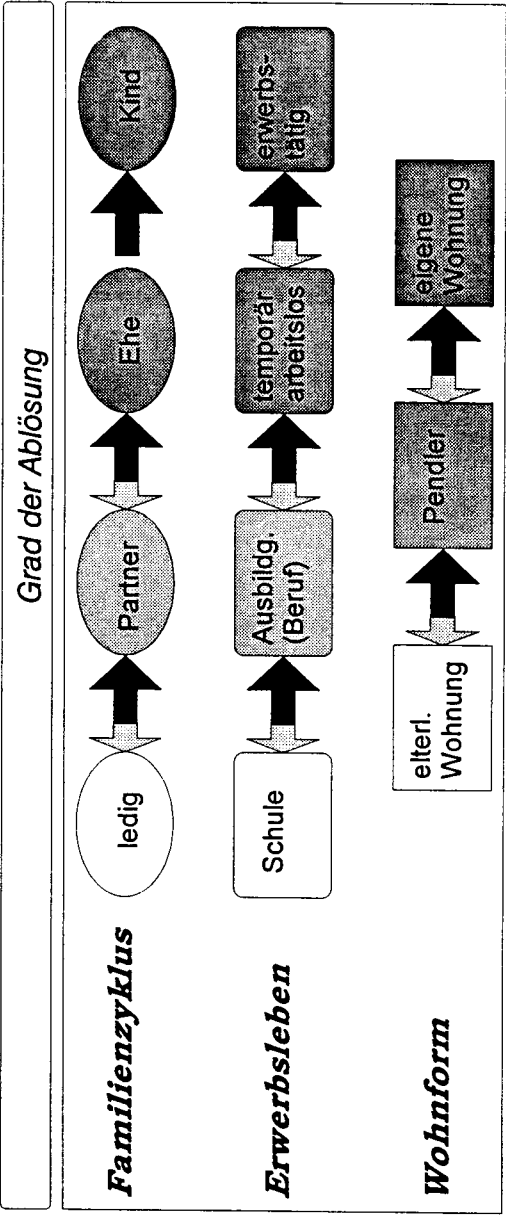 Grad der Ablösung
Familienzyklus
ledig
Partner
Ehe
Kind
Erwerbsleben
Schule
Ausbildg.
(Beruf)
temporär
arbeitslos
erwerbs-
tätig
Wohnform
elterl.
Wohnung
Pendler
eigene
Wohnung